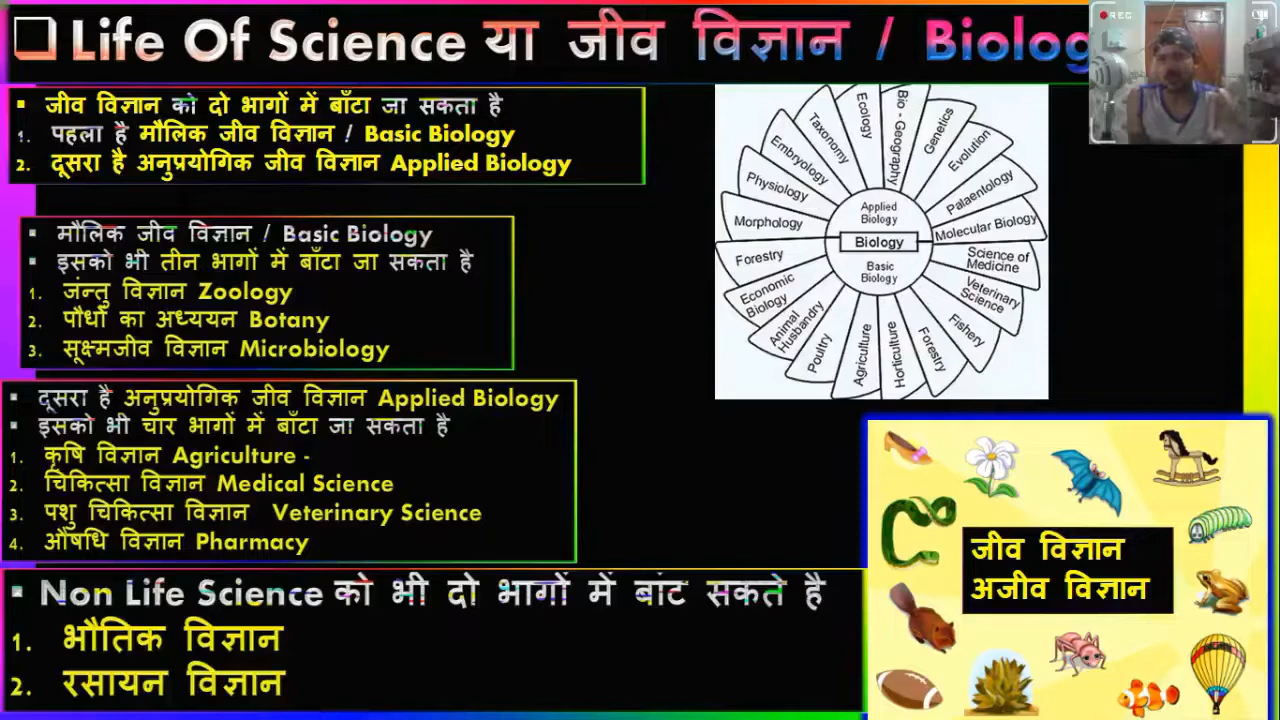 Life Of Science या जीव विज्ञान / Biolog
REC
जीव विज्ञान को दो भागों में बाँटा जा सकता है
1. पहला है मौलिक जीव विज्ञान / Basic Biology
2. दूसरा है अनुप्रयोगिक जीव विज्ञान Applied Biology
मौलिक जीव विज्ञान / Basic Biology
इसको भी तीन भागों में बाँटा जा सकता है
1. जंन्तु विज्ञान Zoology
2. पौधों का अध्ययन Botany
3. सूक्ष्मजीव विज्ञान Microbiology
दूसरा है अनुप्रयोगिक जीव विज्ञान Applied Biology
इसको भी चार भागों में बाँटा जा सकता है
1. कृषि विज्ञान Agriculture -
2. चिकित्सा विज्ञान Medical Science
3. पशु चिकित्सा विज्ञान Veterinary Science
4. औषधि विज्ञान Pharmacy
Non Life Science को भी दो भागों में बांट सकते है
1. भौतिक विज्ञान
2. रसायन विज्ञान
Forestry
Morphology
Physiology
Embryology
Taxonomy
Ecology
Bio - Geography
Genetics
Evolution
Palaentology
Molecular Biology
Science of
Medicine
Veterinary
Science
Fishery
Forestry
Horticulture
Agriculture
Poultry
Animal
Husbandry
Economic
Biology
Applied
Biology
Biology
Basic
Biology
जीव विज्ञान
अजीव विज्ञान